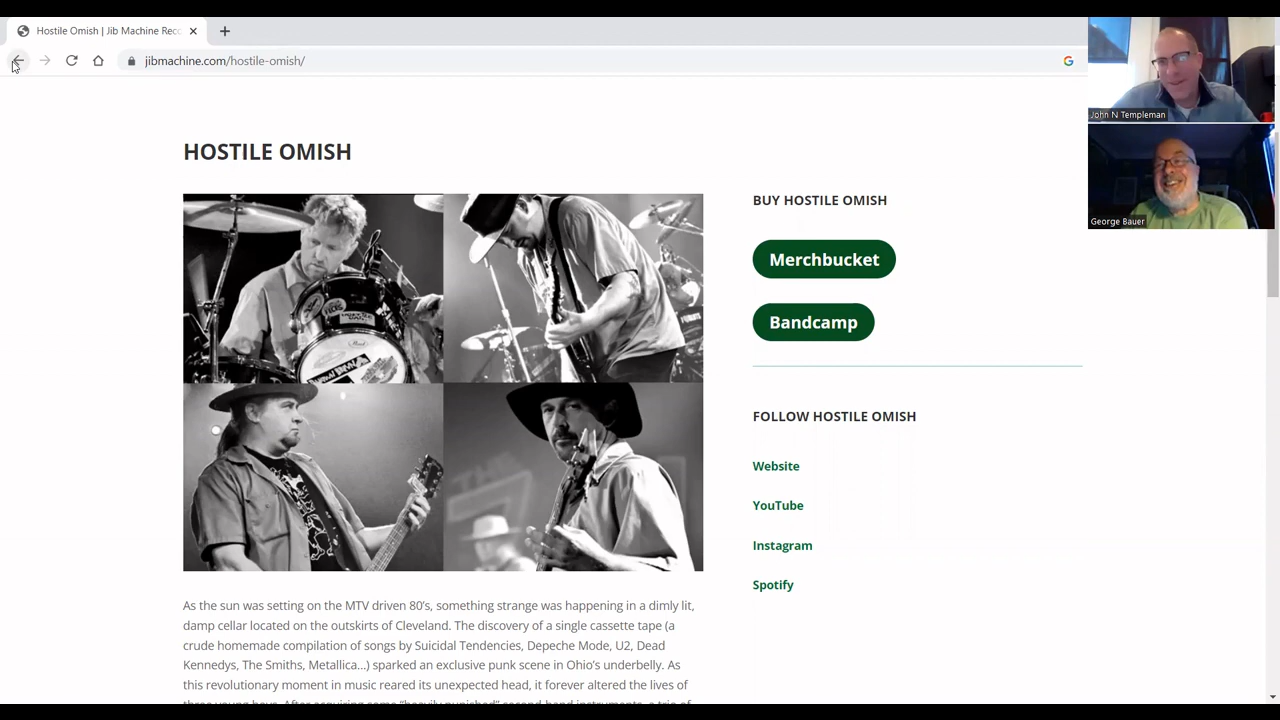 Hostile Omish | Jib Machine Rec
jibmachine.com/hostile-omish/
John N Templeman
George Bauer
HOSTILE OMISH
BUY HOSTILE OMISH
Merchbucket
Bandcamp
FOLLOW HOSTILE OMISH
Website
YouTube
Instagram
Spotify
As the sun was setting on the MTV driven 80's, something strange was happening in a dimly lit,
damp cellar located on the outskirts of Cleveland. The discovery of a single cassette tape (a
crude homemade compilation of songs by Suicidal Tendencies, Depeche Mode, U2, Dead
Kennedys, The Smiths, Metallica...) sparked an exclusive punk scene in Ohio's underbelly. As
this revolutionary moment in music reared its unexpected head, it forever altered the lives of